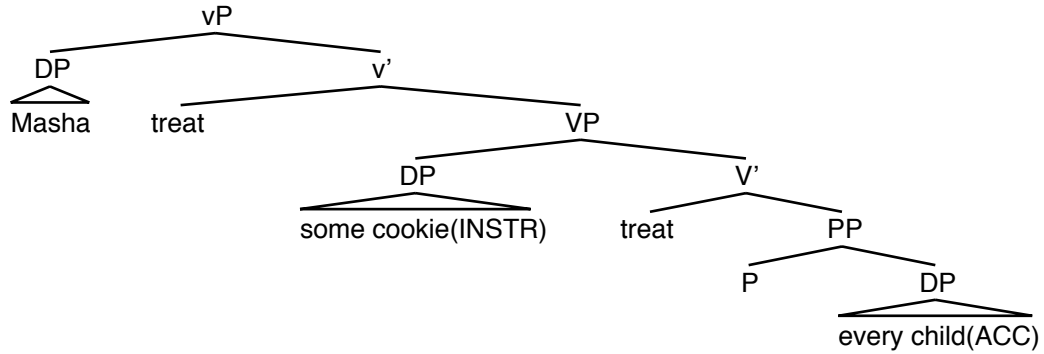 vP
DP v'
Masha treat VP
DP V'
some cookie(INSTR) treat PP
P DP
every child(ACC)